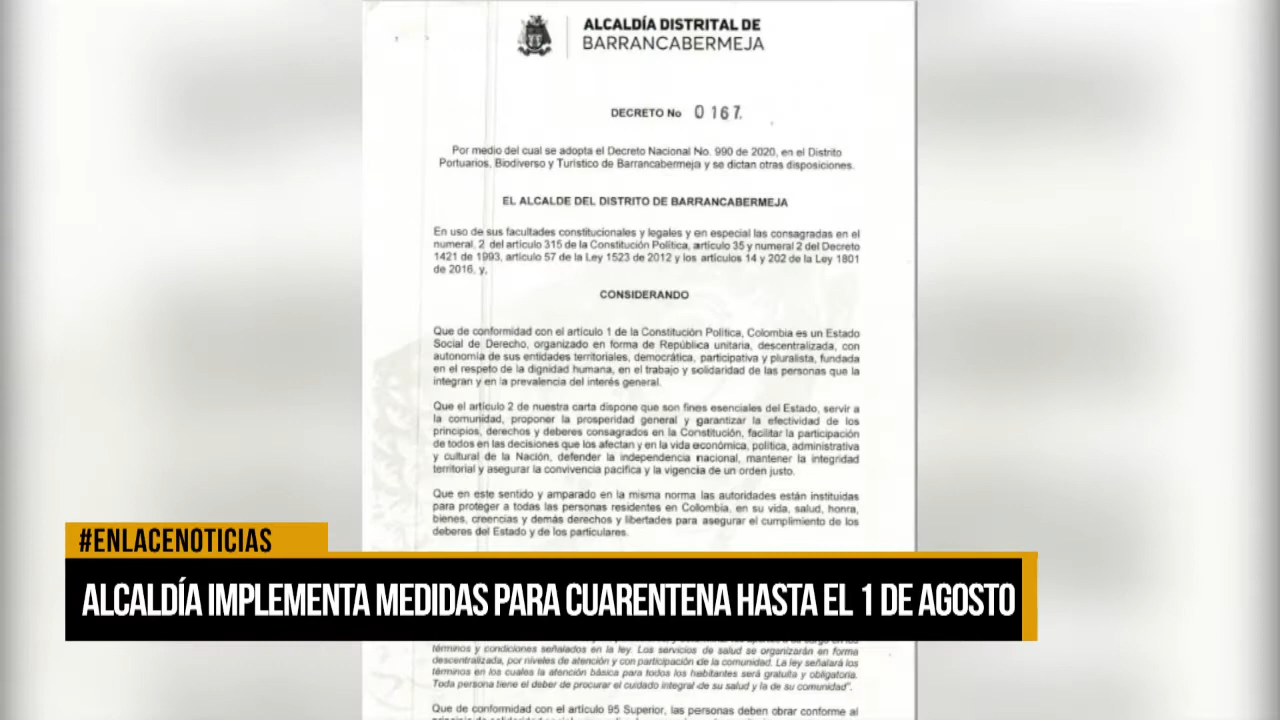 ALCALDÍA DISTRITAL DE
BARRANCABERMEJA
DECRETO No 0167.
Por medio del cual se adopta el Decreto Nacional No. 990 de 2020, en el Distrito
Portuarios, Biodiverso y Turístico de Barrancabermeja y se dictan otras disposiciones.
EL ALCALDE DEL DISTRITO DE BARRANCABERMEJA
En uso de sus facultades constitucionales y legales y en especial las consagradas en el
numeral. 2 del artículo 315 de la Constitución Política, artículo 35 y numeral 2 del Decreto
1421 de 1993, artículo 57 de la Ley 1523 de 2012 y los artículos 14 y 202 de la Ley 1801
de 2016, y,
CONSIDERANDO
Que de conformidad con el artículo 1 de la Constitución Política, Colombia es un Estado
Social de Derecho, organizado en forma de República unitaria, descentralizada, con
autonomía de sus entidades territoriales, democrática, participativa y pluralista, fundada
en el respeto de la dignidad humana, en el trabajo y solidaridad de las personas que la
integran y en la prevalencia del interés general.
Que el artículo 2 de nuestra carta dispone que son fines esenciales del Estado, servir a
la comunidad, proponer la prosperidad general y garantizar la efectividad de los
principios, derechos y deberes consagrados en la Constitución, facilitar la participación
de todos en las decisiones que los afectan y en la vida económica, política, administrativa
y cultural de la Nación, defender la independencia nacional, mantener la integridad
territorial y asegurar la convivencia pacífica y la vigencia de un orden justo.
Que en este sentido y amparado en la misma norma las autoridades están instituidas
para proteger a todas las personas residentes en Colombia, en su vida, salud, honra,
bienes, creencias y demás derechos y libertades para asegurar el cumplimiento de los
deberes del Estado y de los particulares.
#ENLACENOTICIAS
ALCALDÍA IMPLEMENTA MEDIDAS PARA CUARENTENA HASTA EL 1 DE AGOSTO
términos y condiciones señalados en la ley. Los servicios de salud se organizarán en forma
descentralizada, por niveles de atención y con participación de la comunidad. La ley señalará los
términos en los cuales la atención básica para todos los habitantes será gratuita y obligatoria.
Toda persona tiene el deber de procurar el cuidado integral de su salud y la de su comunidad".
Que de conformidad con el artículo 95 Superior, las personas deben obrar conforme al